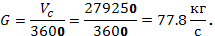 G = V_c / 3600 = 279250 / 3600 = 77.8 кг/с.